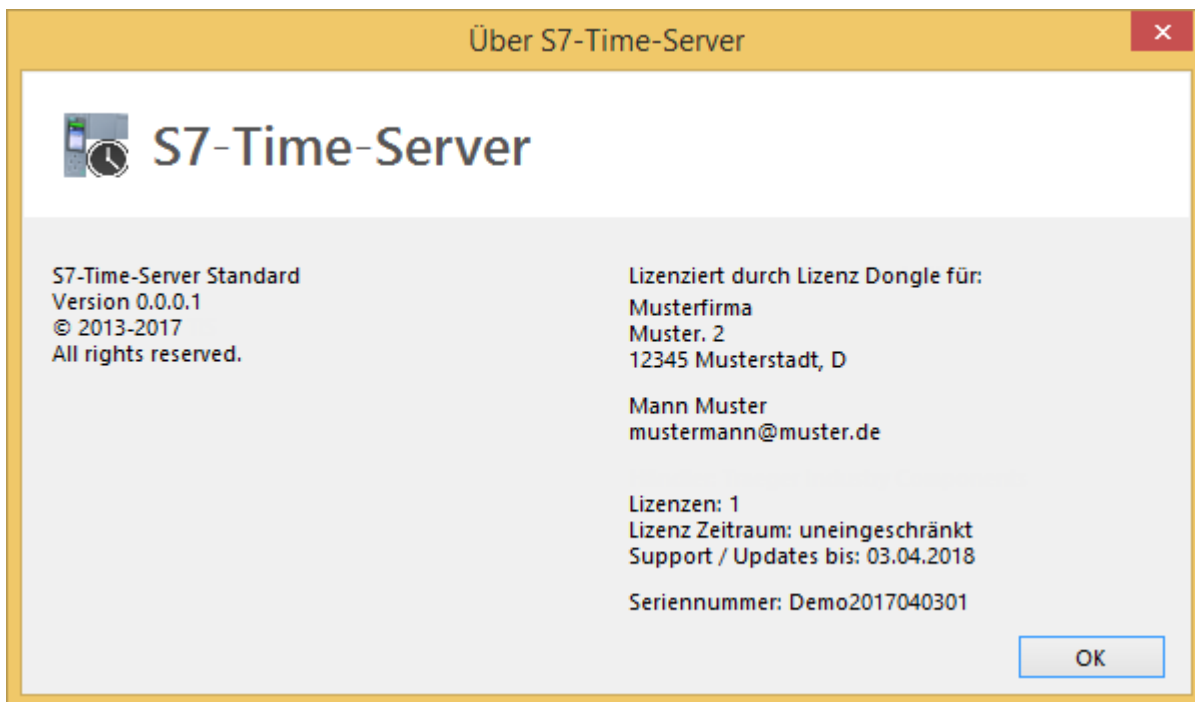 Über S7-Time-Server
S7-Time-Server
S7-Time-Server Standard
Version 0.0.0.1
© 2013-2017
All rights reserved.
Lizenziert durch Lizenz Dongle für:
Musterfirma
Muster. 2
12345 Musterstadt, D
Mann Muster
mustermann@muster.de
Lizenzen: 1
Lizenz Zeitraum: uneingeschränkt
Support / Updates bis: 03.04.2018
Seriennummer: Demo2017040301
OK